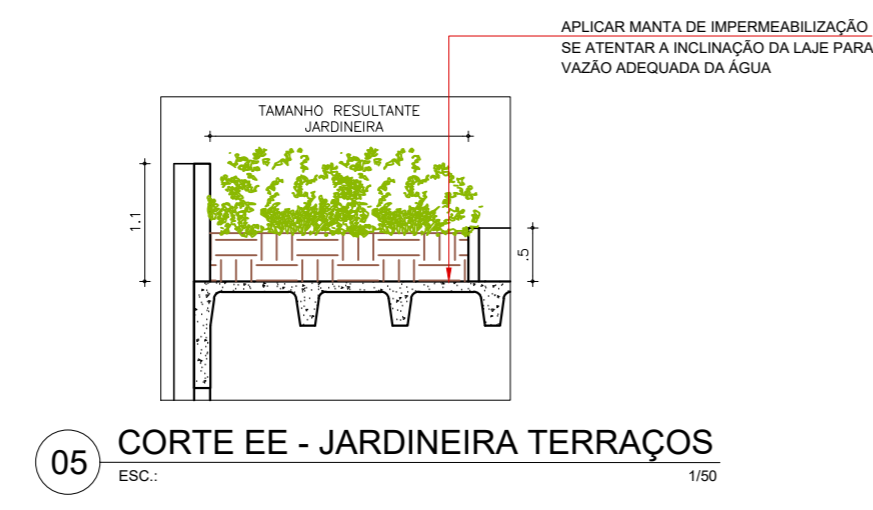 APLICAR MANTA DE IMPERMEABILIZAÇÃO
SE ATENTAR A INCLINAÇÃO DA LAJE PARA
VAZÃO ADEQUADA DA ÁGUA
TAMANHO RESULTANTE
JARDINEIRA
1.1
.5
05
CORTE EE - JARDINEIRA TERRAÇOS
ESC.: 1/50